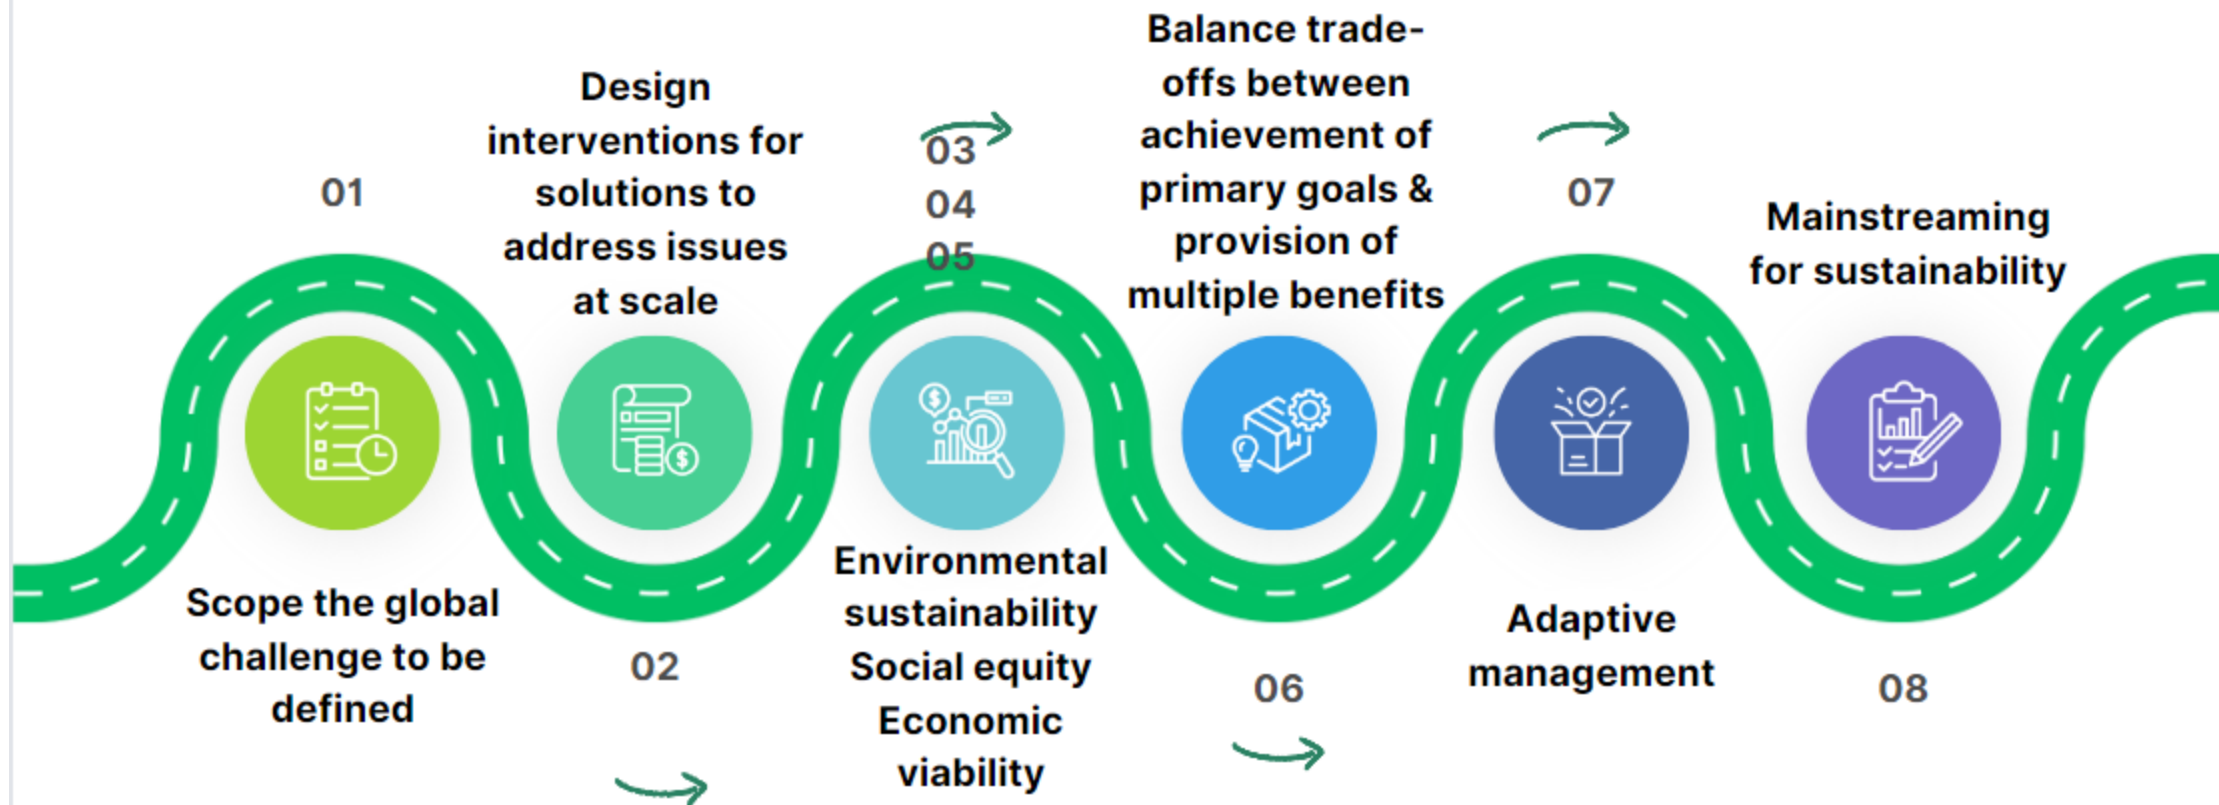 01
Scope the global
challenge to be
defined
Design
interventions for
solutions to
address issues
at scale
02
03
04
05
Environmental
sustainability
Social equity
Economic
viability
Balance trade-
offs between
achievement of
primary goals &
provision of
multiple benefits
06
07
Adaptive
management
Mainstreaming
for sustainability
08